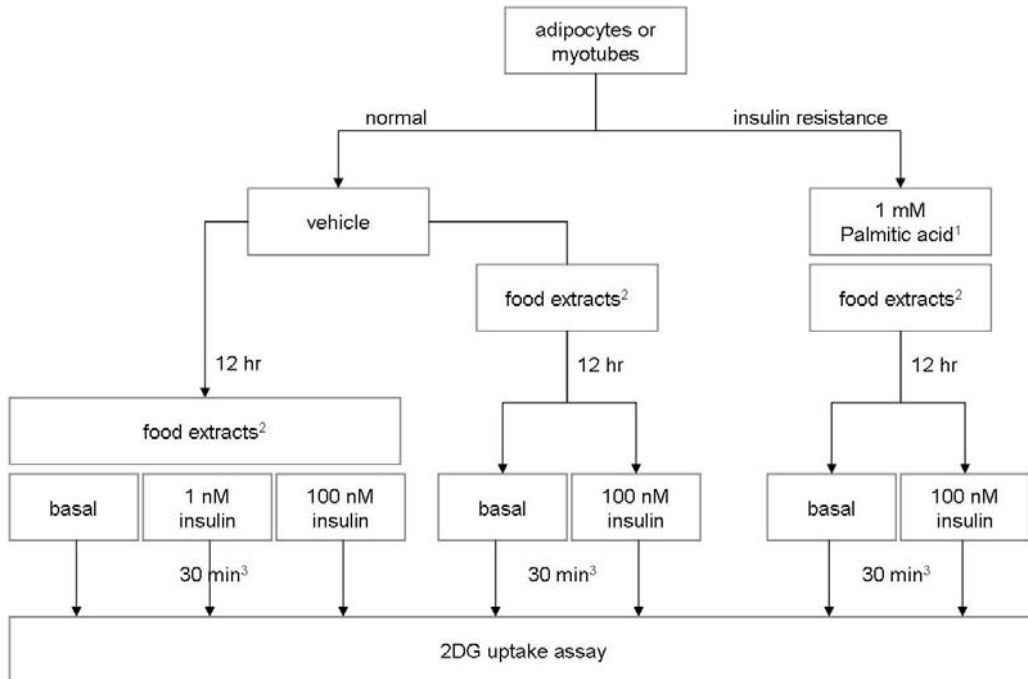 adipocytes or
myotubes
normal
insulin resistance
vehicle
1 mM
Palmitic acid¹
food extracts²
food extracts²
12 hr
12 hr
12 hr
food extracts²
basal
1 nM
insulin
100 nM
insulin
basal
100 nM
insulin
basal
100 nM
insulin
30 min³
30 min³
30 min³
2DG uptake assay